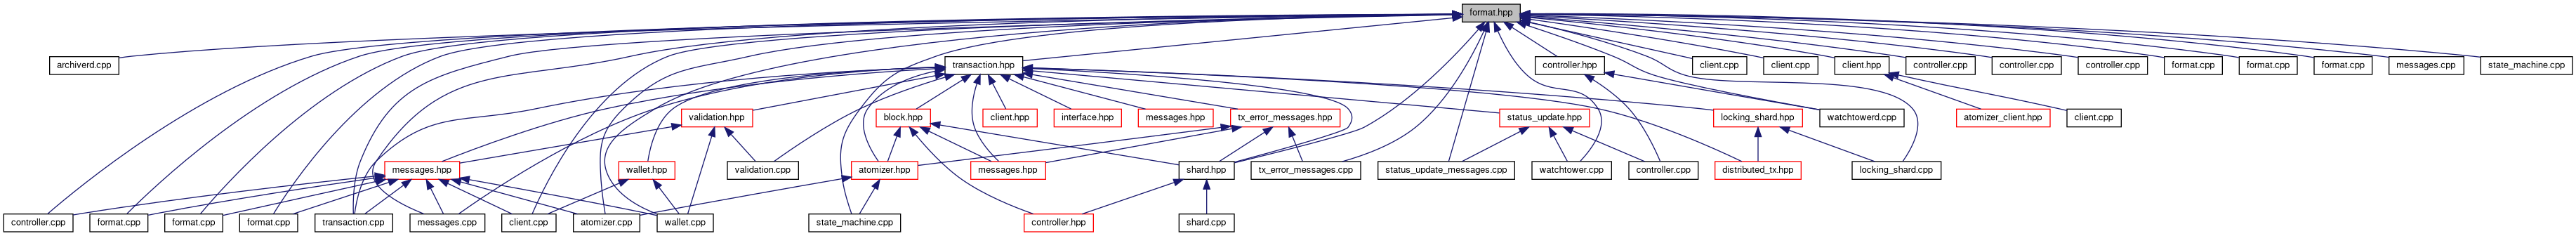 format.hpp
archiverd.cpp
transaction.hpp
controller.hpp
client.cpp
client.cpp
client.hpp
controller.cpp
controller.cpp
controller.cpp
format.cpp
format.cpp
format.cpp
messages.cpp
state_machine.cpp
validation.hpp
block.hpp
client.hpp
interface.hpp
messages.hpp
tx_error_messages.hpp
status_update.hpp
locking_shard.hpp
watchtowerd.cpp
atomizer_client.hpp
client.cpp
messages.hpp
wallet.hpp
validation.cpp
atomizer.hpp
messages.hpp
shard.hpp
tx_error_messages.cpp
status_update_messages.cpp
watchtower.cpp
controller.cpp
distributed_tx.hpp
locking_shard.cpp
controller.cpp
format.cpp
format.cpp
format.cpp
transaction.cpp
messages.cpp
client.cpp
atomizer.cpp
wallet.cpp
state_machine.cpp
controller.hpp
shard.cpp